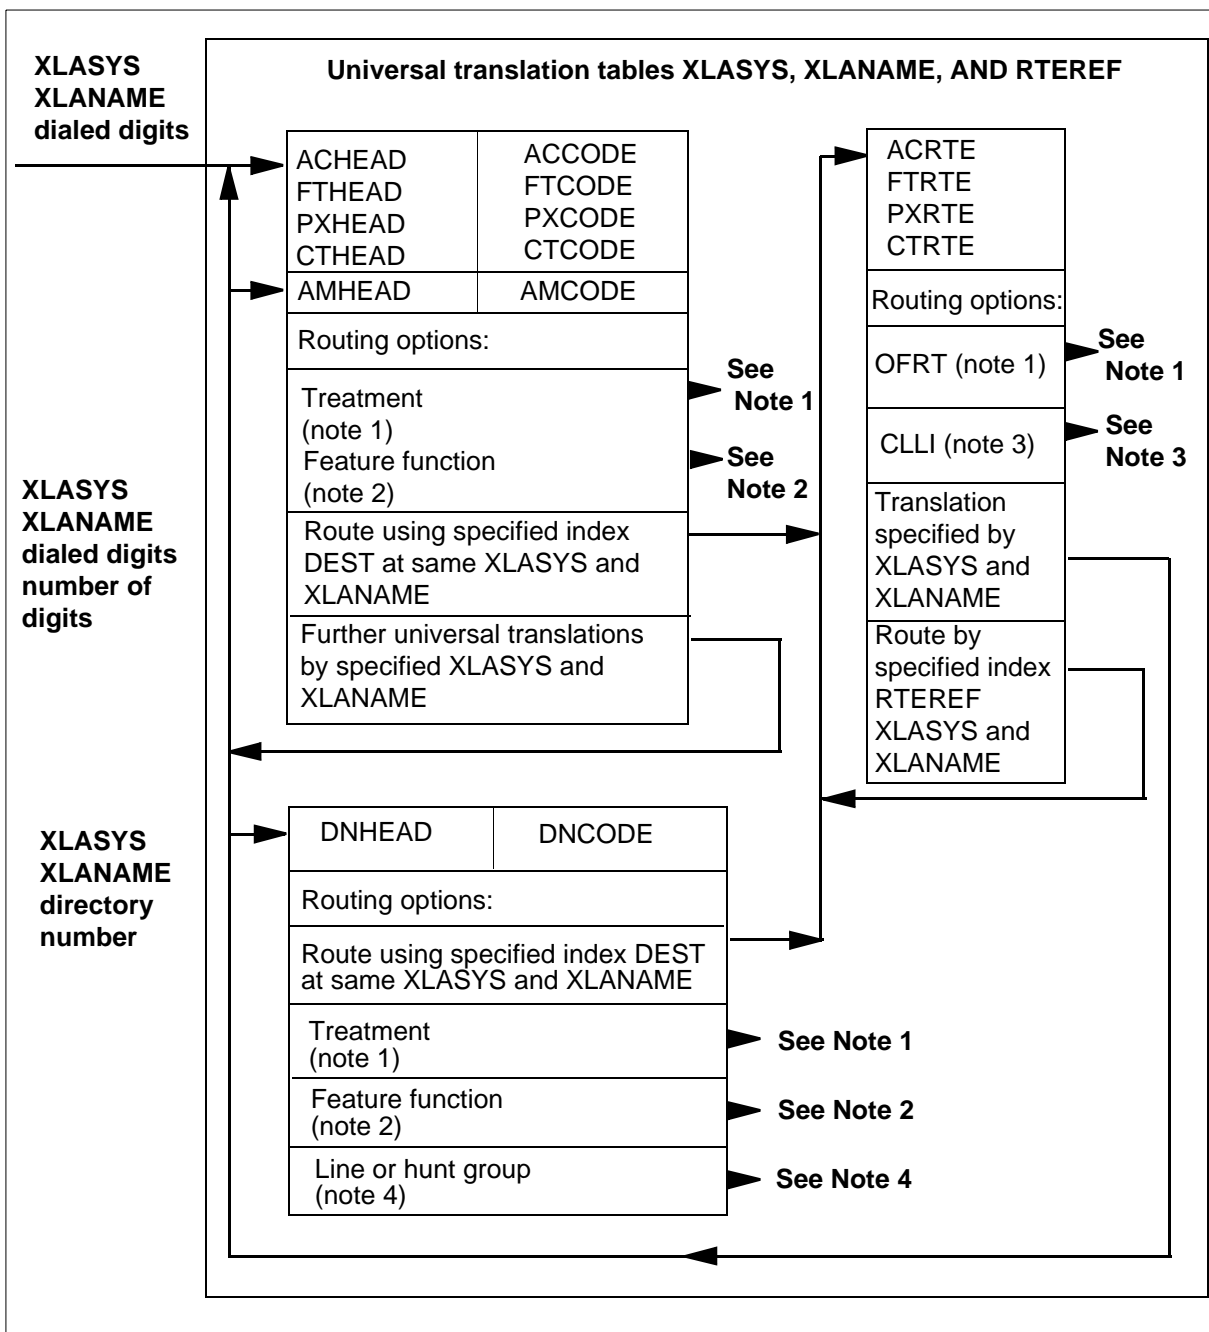 XLASYS
XLANAME
dialed digits
Universal translation tables XLASYS, XLANAME, AND RTEREF
ACHEAD
FTHEAD
PXHEAD
CTHEAD
ACCODE
FTCODE
PXCODE
CTCODE
AMHEAD
AMCODE
Routing options:
Treatment
(note 1)
Feature function
(note 2)
See
Note 1
See
Note 2
Route using specified index
DEST at same XLASYS and
XLANAME
Further universal translations
by specified XLASYS and
XLANAME
ACRTE
FTRTE
PXRTE
CTRTE
Routing options:
OFRT (note 1)
See
Note 1
CLLI (note 3)
See
Note 3
Translation
specified by
XLASYS and
XLANAME
Route by
specified index
RTEREF
XLASYS and
XLANAME
XLASYS
XLANAME
dialed digits
number of
digits
XLASYS
XLANAME
directory
number
DNHEAD
DNCODE
Routing options:
Route using specified index DEST
at same XLASYS and XLANAME
Treatment
(note 1)
See Note 1
Feature function
(note 2)
See Note 2
Line or hunt group
(note 4)
See Note 4